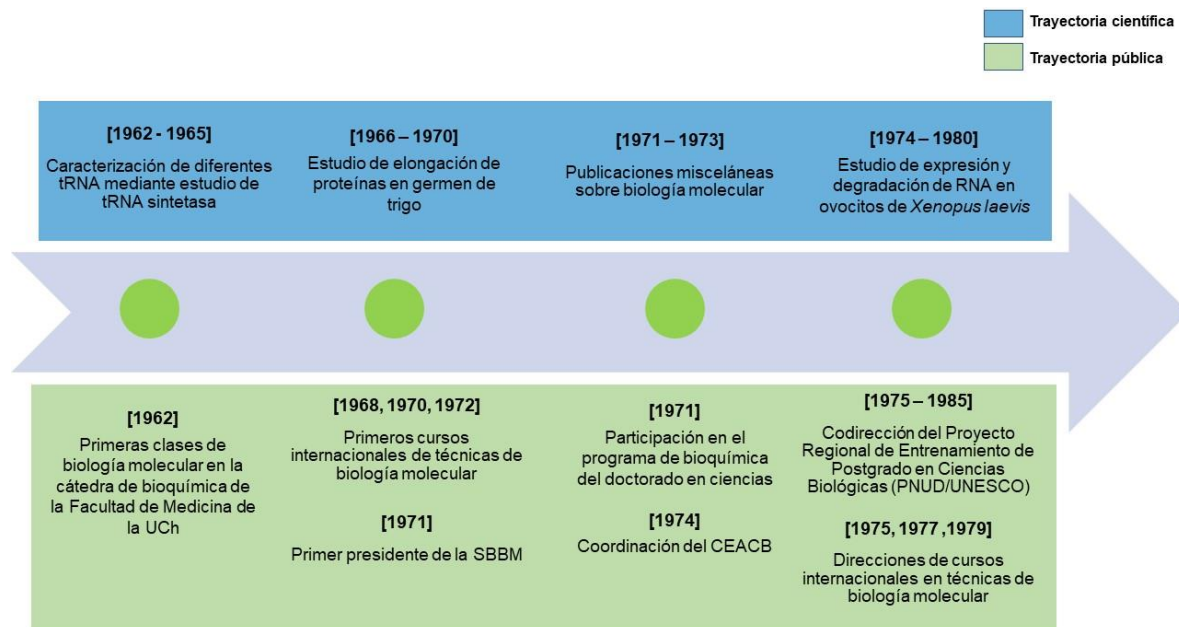 Trayectoria científica
Trayectoria pública
[1962 - 1965]
Caracterización de diferentes
tRNA mediante estudio de
tRNA sintetasa
[1966 – 1970]
Estudio de elongación de
proteínas en germen de
trigo
[1971 – 1973]
Publicaciones misceláneas
sobre biología molecular
[1974 – 1980]
Estudio de expresión y
degradación de RNA en
ovocitos de Xenopus laevis
[1962]
Primeras clases de
biología molecular en la
cátedra de bioquímica de
la Facultad de Medicina de
la UCh
[1968, 1970, 1972]
Primeros cursos
internacionales de técnicas de
biología molecular
[1971]
Primer presidente de la SBBM
[1971]
Participación en el
programa de bioquímica
del doctorado en ciencias
[1974]
Coordinación del CEACB
[1975 – 1985]
Codirección del Proyecto
Regional de Entrenamiento de
Postgrado en Ciencias
Biológicas (PNUD/UNESCO)
[1975, 1977 ,1979]
Direcciones de cursos
internacionales en técnicas de
biología molecular